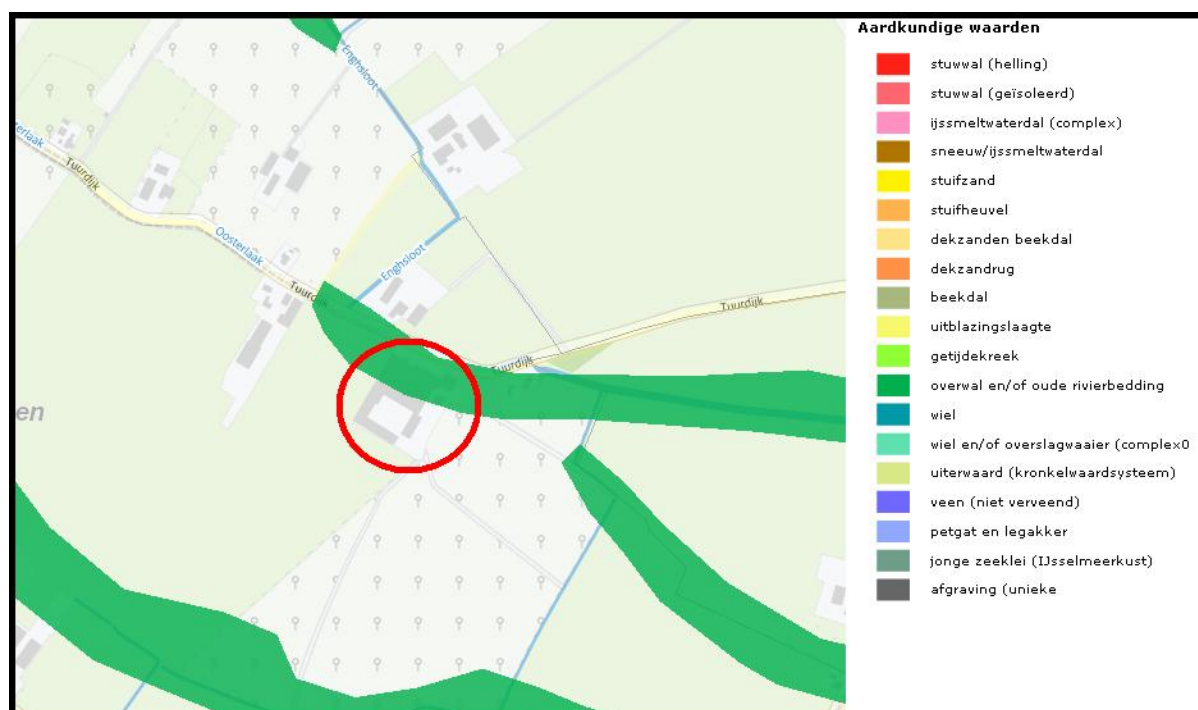 Enghsloot
terlaak
Tuurdijk
Oosterlaak
Enghsloot
Tuurdijk
Tuurdijk
Tuurdijk
en
Aardkundige waarden
stuwwal (helling)
stuwwal (geïsoleerd)
ijssmeltwaterdal (complex)
sneeuw/ijssmeltwaterdal
stuifzand
stuifheuvel
dekzanden beekdal
dekzandrug
beekdal
uitblazingslaagte
getijdekreek
overwal en/of oude rivierbedding
wiel
wiel en/of overslagwaaier (complex0
uiterwaard (kronkelwaardsysteem)
veen (niet verveend)
petgat en legakker
jonge zeeklei (IJsselmeerkust)
afgraving (unieke